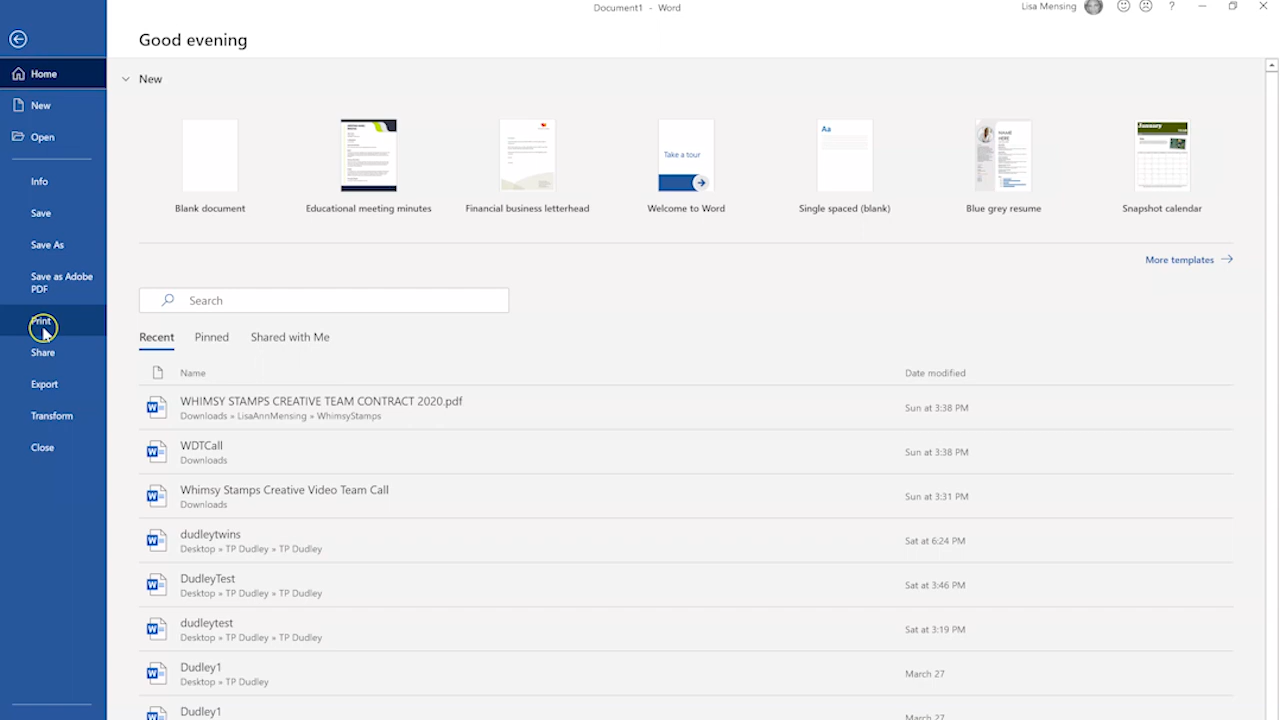 Document1 - Word
Lisa Mensing
Good evening
Home
New
Open
Info
Save
Save As
Save as Adobe
PDF
Print
Share
Export
Transform
Close
New
Take a tour
Aa
January
Blank document
Educational meeting minutes
Financial business letterhead
Welcome to Word
Single spaced (blank)
Blue grey resume
Snapshot calendar
More templates
Search
Recent
Pinned
Shared with Me
Name
Date modified
WHIMSY STAMPS CREATIVE TEAM CONTRACT 2020.pdf
Downloads » LisaAnnMensing » WhimsyStamps
Sun at 3:38 PM
WDTCall
Downloads
Sun at 3:38 PM
Whimsy Stamps Creative Video Team Call
Downloads
Sun at 3:31 PM
dudleytwins
Desktop » TP Dudley » TP Dudley
Sat at 6:24 PM
DudleyTest
Desktop » TP Dudley » TP Dudley
Sat at 3:46 PM
dudleytest
Desktop » TP Dudley » TP Dudley
Sat at 3:19 PM
Dudley1
Desktop » TP Dudley
March 27
Dudley1
March 27